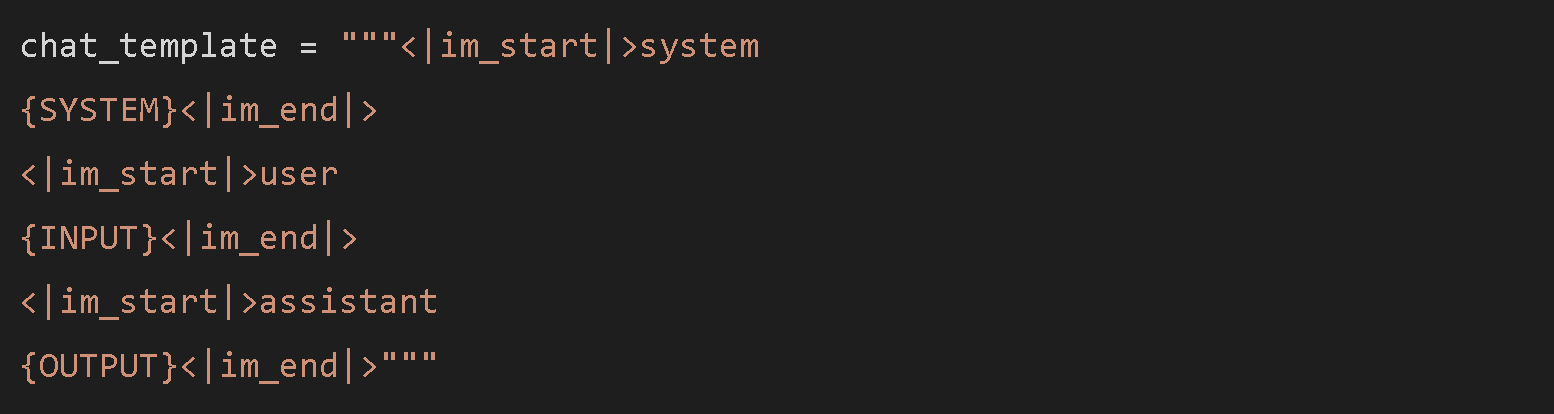 chat_template = """<|im_start|>system
{SYSTEM}<|im_end|>
<|im_start|>user
{INPUT}<|im_end|>
<|im_start|>assistant
{OUTPUT}<|im_end|>"""